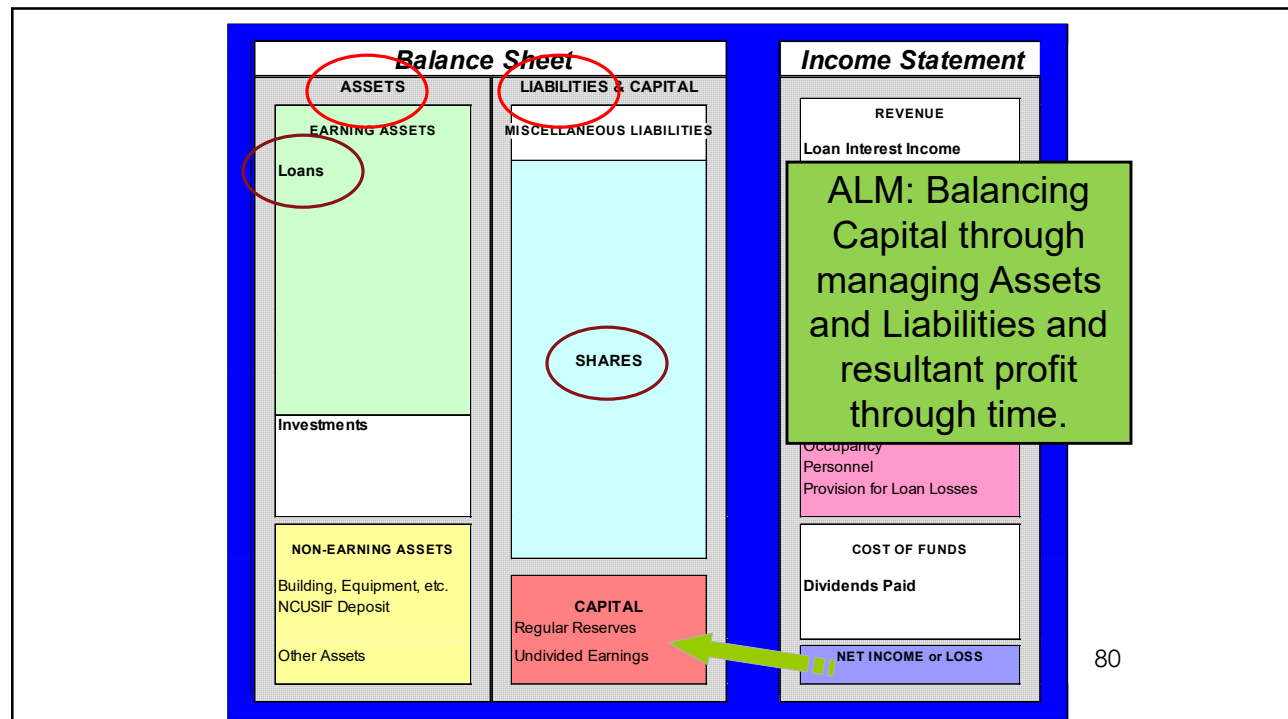 Balance Sheet
ASSETS
EARNING ASSETS
Loans
Investments
NON-EARNING ASSETS
Building, Equipment, etc.
NCUSIF Deposit
Other Assets
LIABILITIES & CAPITAL
MISCELLANEOUS LIABILITIES
SHARES
CAPITAL
Regular Reserves
Undivided Earnings
Income Statement
REVENUE
Loan Interest Income
ALM: Balancing
Capital through
managing Assets
and Liabilities and
resultant profit
through time.
Occupancy
Personnel
Provision for Loan Losses
COST OF FUNDS
Dividends Paid
NET INCOME or LOSS
80